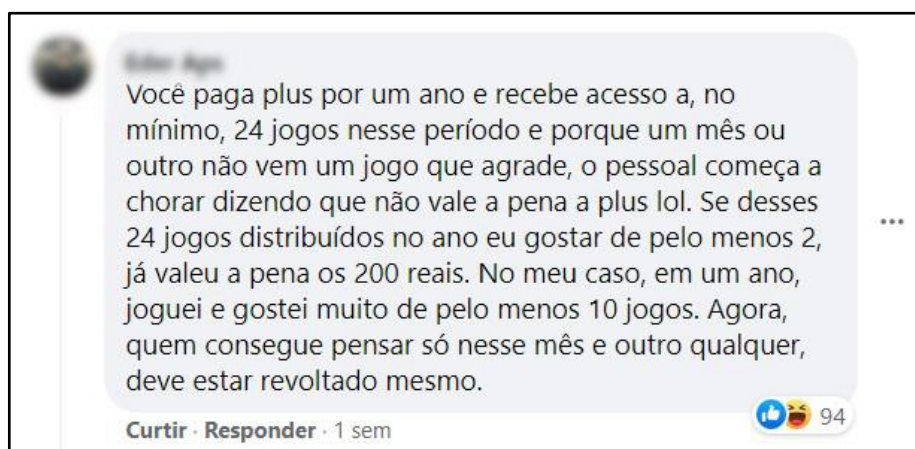 Você paga plus por um ano e recebe acesso a, no
mínimo, 24 jogos nesse período e porque um mês ou
outro não vem um jogo que agrade, o pessoal começa a
chorar dizendo que não vale a pena a plus lol. Se desses
24 jogos distribuídos no ano eu gostar de pelo menos 2,
já valeu a pena os 200 reais. No meu caso, em um ano,
joguei e gostei muito de pelo menos 10 jogos. Agora,
quem consegue pensar só nesse mês e outro qualquer,
deve estar revoltado mesmo.
94
Curtir · Responder · 1 sem